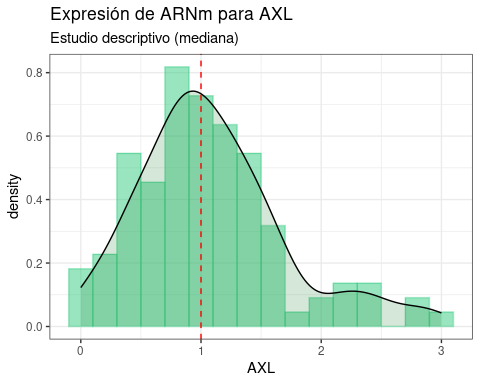 Expresión de ARNm para AXL
Estudio descriptivo (mediana)
0.8
0.6
0.4
0.2
0.0
density
0
1
2
3
AXL